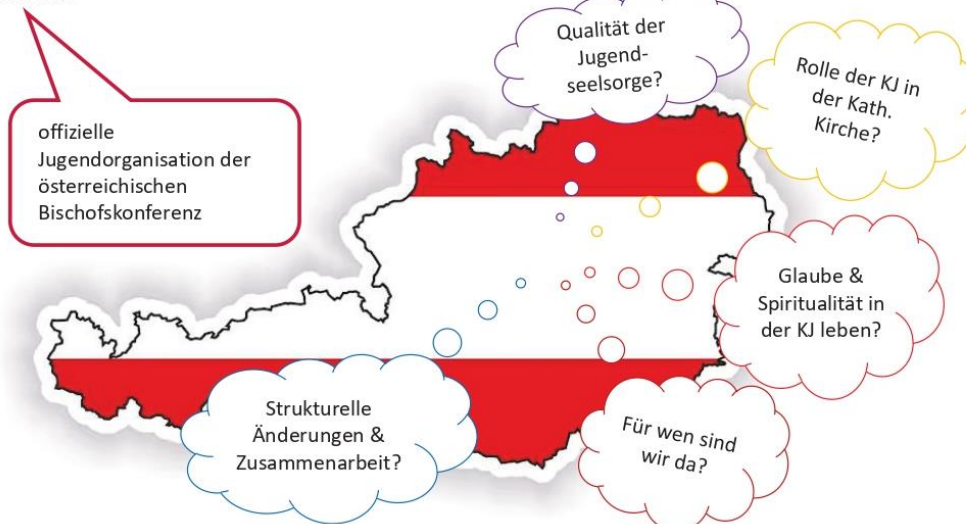 offizielle
Jugendorganisation der
österreichischen
Bischofskonferenz
Qualität der
Jugend-
seelsorge?
Rolle der KJ in
der Kath.
Kirche?
Glaube &
Spiritualität in
der KJ leben?
Strukturelle
Änderungen &
Zusammenarbeit?
Für wen sind
wir da?